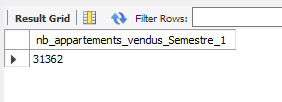 Result Grid Filter Rows:
nb_appartements_vendus_Semestre_1
31362